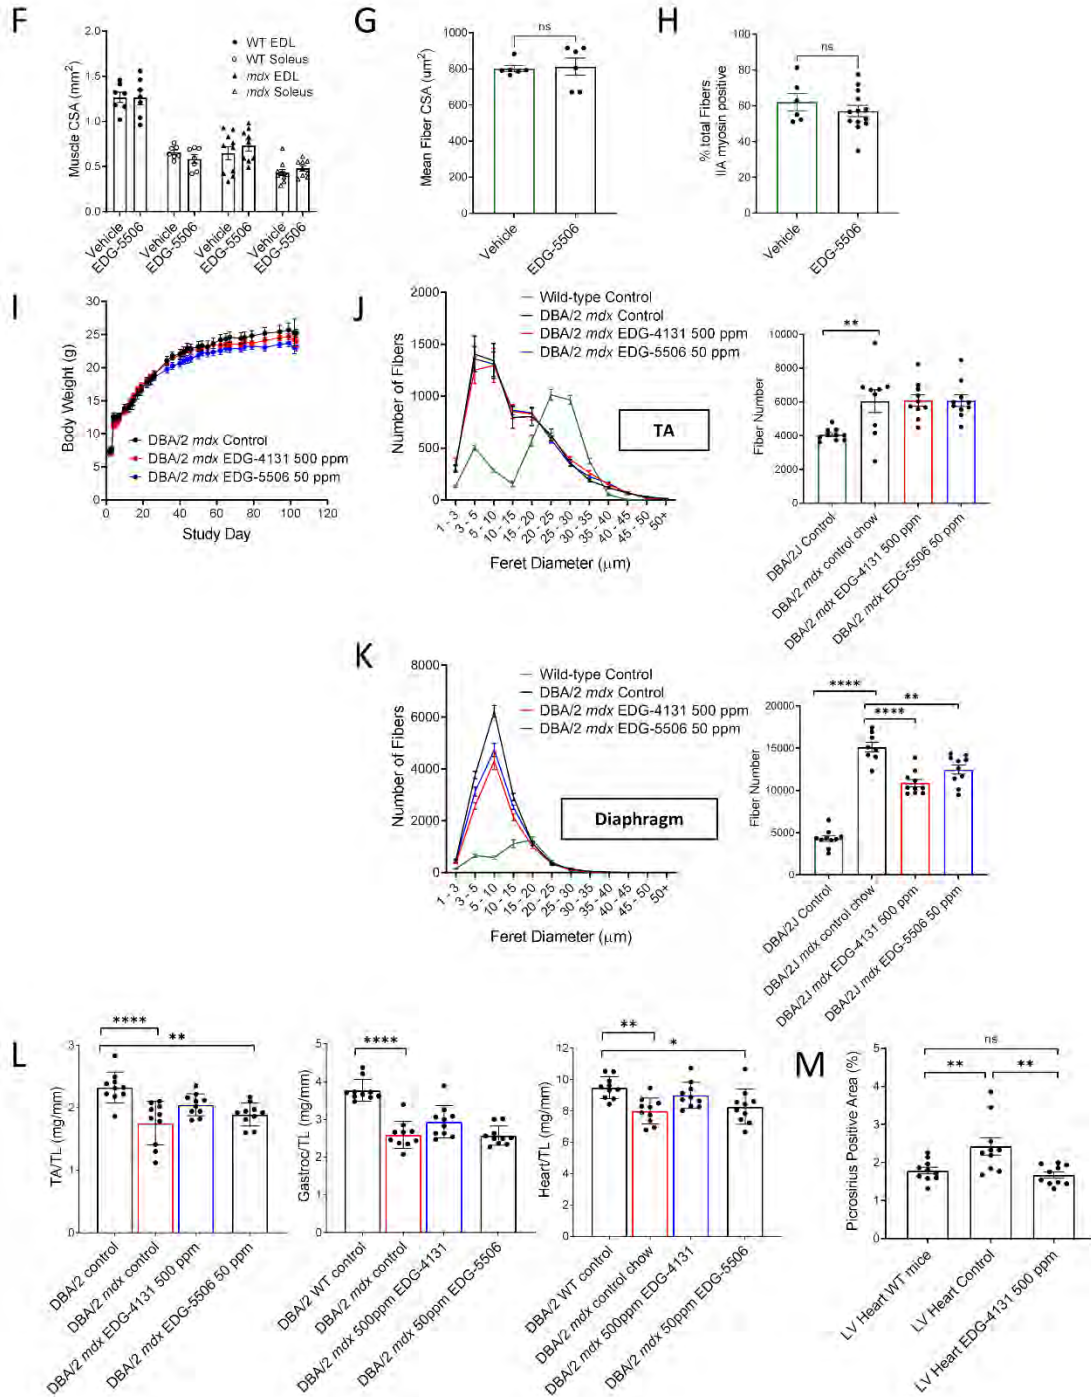 F
Muscle CSA (mm²)
2.0
1.5
1.0
0.5
0.0
WT EDL
WT Soleus
mdx EDL
mdx Soleus
Vehicle
EDG-5506
Vehicle
EDG-5506
Vehicle
EDG-5506
Vehicle
EDG-5506
G
Mean Fiber CSA (um²)
1000
800
600
400
200
0
ns
Vehicle
EDG-5506
H
% total Fibers
IIA myosin positive
100
80
60
40
20
0
ns
Vehicle
EDG-5506
I
Body Weight (g)
30
25
20
15
10
5
0
DBA/2 mdx Control
DBA/2 mdx EDG-4131 500 ppm
DBA/2 mdx EDG-5506 50 ppm
0 20 40 60 80 100 120
Study Day
J
Number of Fibers
2000
1500
1000
500
0
Wild-type Control
DBA/2 mdx Control
DBA/2 mdx EDG-4131 500 ppm
DBA/2 mdx EDG-5506 50 ppm
TA
1 - 3
3 - 5
5 - 10
10 - 15
15 - 20
20 - 25
25 - 30
30 - 35
35 - 40
40 - 45
45 - 50
50+
Feret Diameter (μm)
Fiber Number
10000
8000
6000
4000
2000
0
**
DBA/2J Control
DBA/2 mdx control chow
DBA/2 mdx EDG-4131 500 ppm
DBA/2 mdx EDG-5506 50 ppm
K
Number of Fibers
8000
6000
4000
2000
0
Wild-type Control
DBA/2 mdx Control
DBA/2 mdx EDG-4131 500 ppm
DBA/2 mdx EDG-5506 50 ppm
Diaphragm
1 - 3
3 - 5
5 - 10
10 - 15
15 - 20
20 - 25
25 - 30
30 - 35
35 - 40
40 - 45
45 - 50
50+
Feret Diameter (μm)
Fiber Number
20000
15000
10000
5000
0
****
**
****
DBA/2J Control
DBA/2J mdx control chow
DBA/2J mdx EDG-4131 500 ppm
DBA/2J mdx EDG-5506 50 ppm
L
TA/TL (mg/mm)
3
2
1
0
****
**
DBA/2 control
DBA/2 mdx control
DBA/2 mdx EDG-4131 500 ppm
DBA/2 mdx EDG-5506 50 ppm
Gastroc/TL (mg/mm)
5
4
3
2
1
0
****
DBA/2 WT control
DBA/2 mdx control
DBA/2 mdx 500ppm EDG-4131
DBA/2 mdx 50ppm EDG-5506
Heart/TL (mg/mm)
12
10
8
6
4
2
0
**
*
DBA/2 WT control
DBA/2 mdx control chow
DBA/2 mdx 500ppm EDG-4131
DBA/2 mdx 50ppm EDG-5506
M
Picrosirius Positive Area (%)
5
4
3
2
1
0
ns
**
**
LV Heart WT mice
LV Heart Control
LV Heart EDG-4131 500 ppm